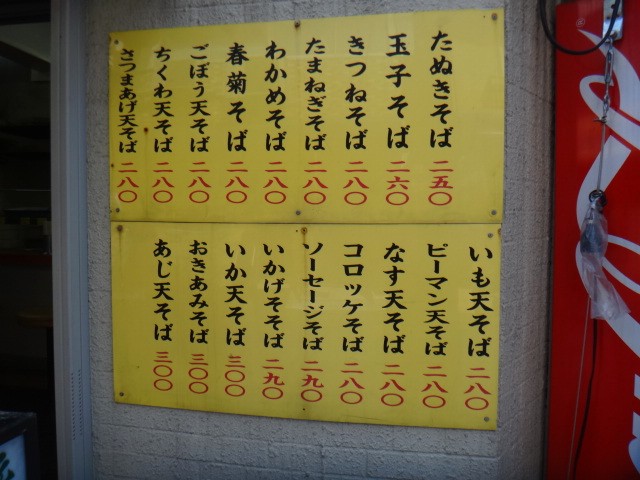 たぬきそば 二五〇
玉子そば 二六〇
きつねそば 二八〇
たまねぎそば 二八〇
わかめそば 二八〇
春菊そば 二八〇
ごぼう天そば 二八〇
ちくわ天そば 二八〇
さつまあげ天そば 二八〇
いも天そば 二八〇
ピーマン天そば 二八〇
なす天そば 二八〇
コロッケそば 二八〇
ソーセージそば 二九〇
いかげそそば 二九〇
いか天そば 三〇〇
おきあみそば 三〇〇
あじ天そば 三〇〇